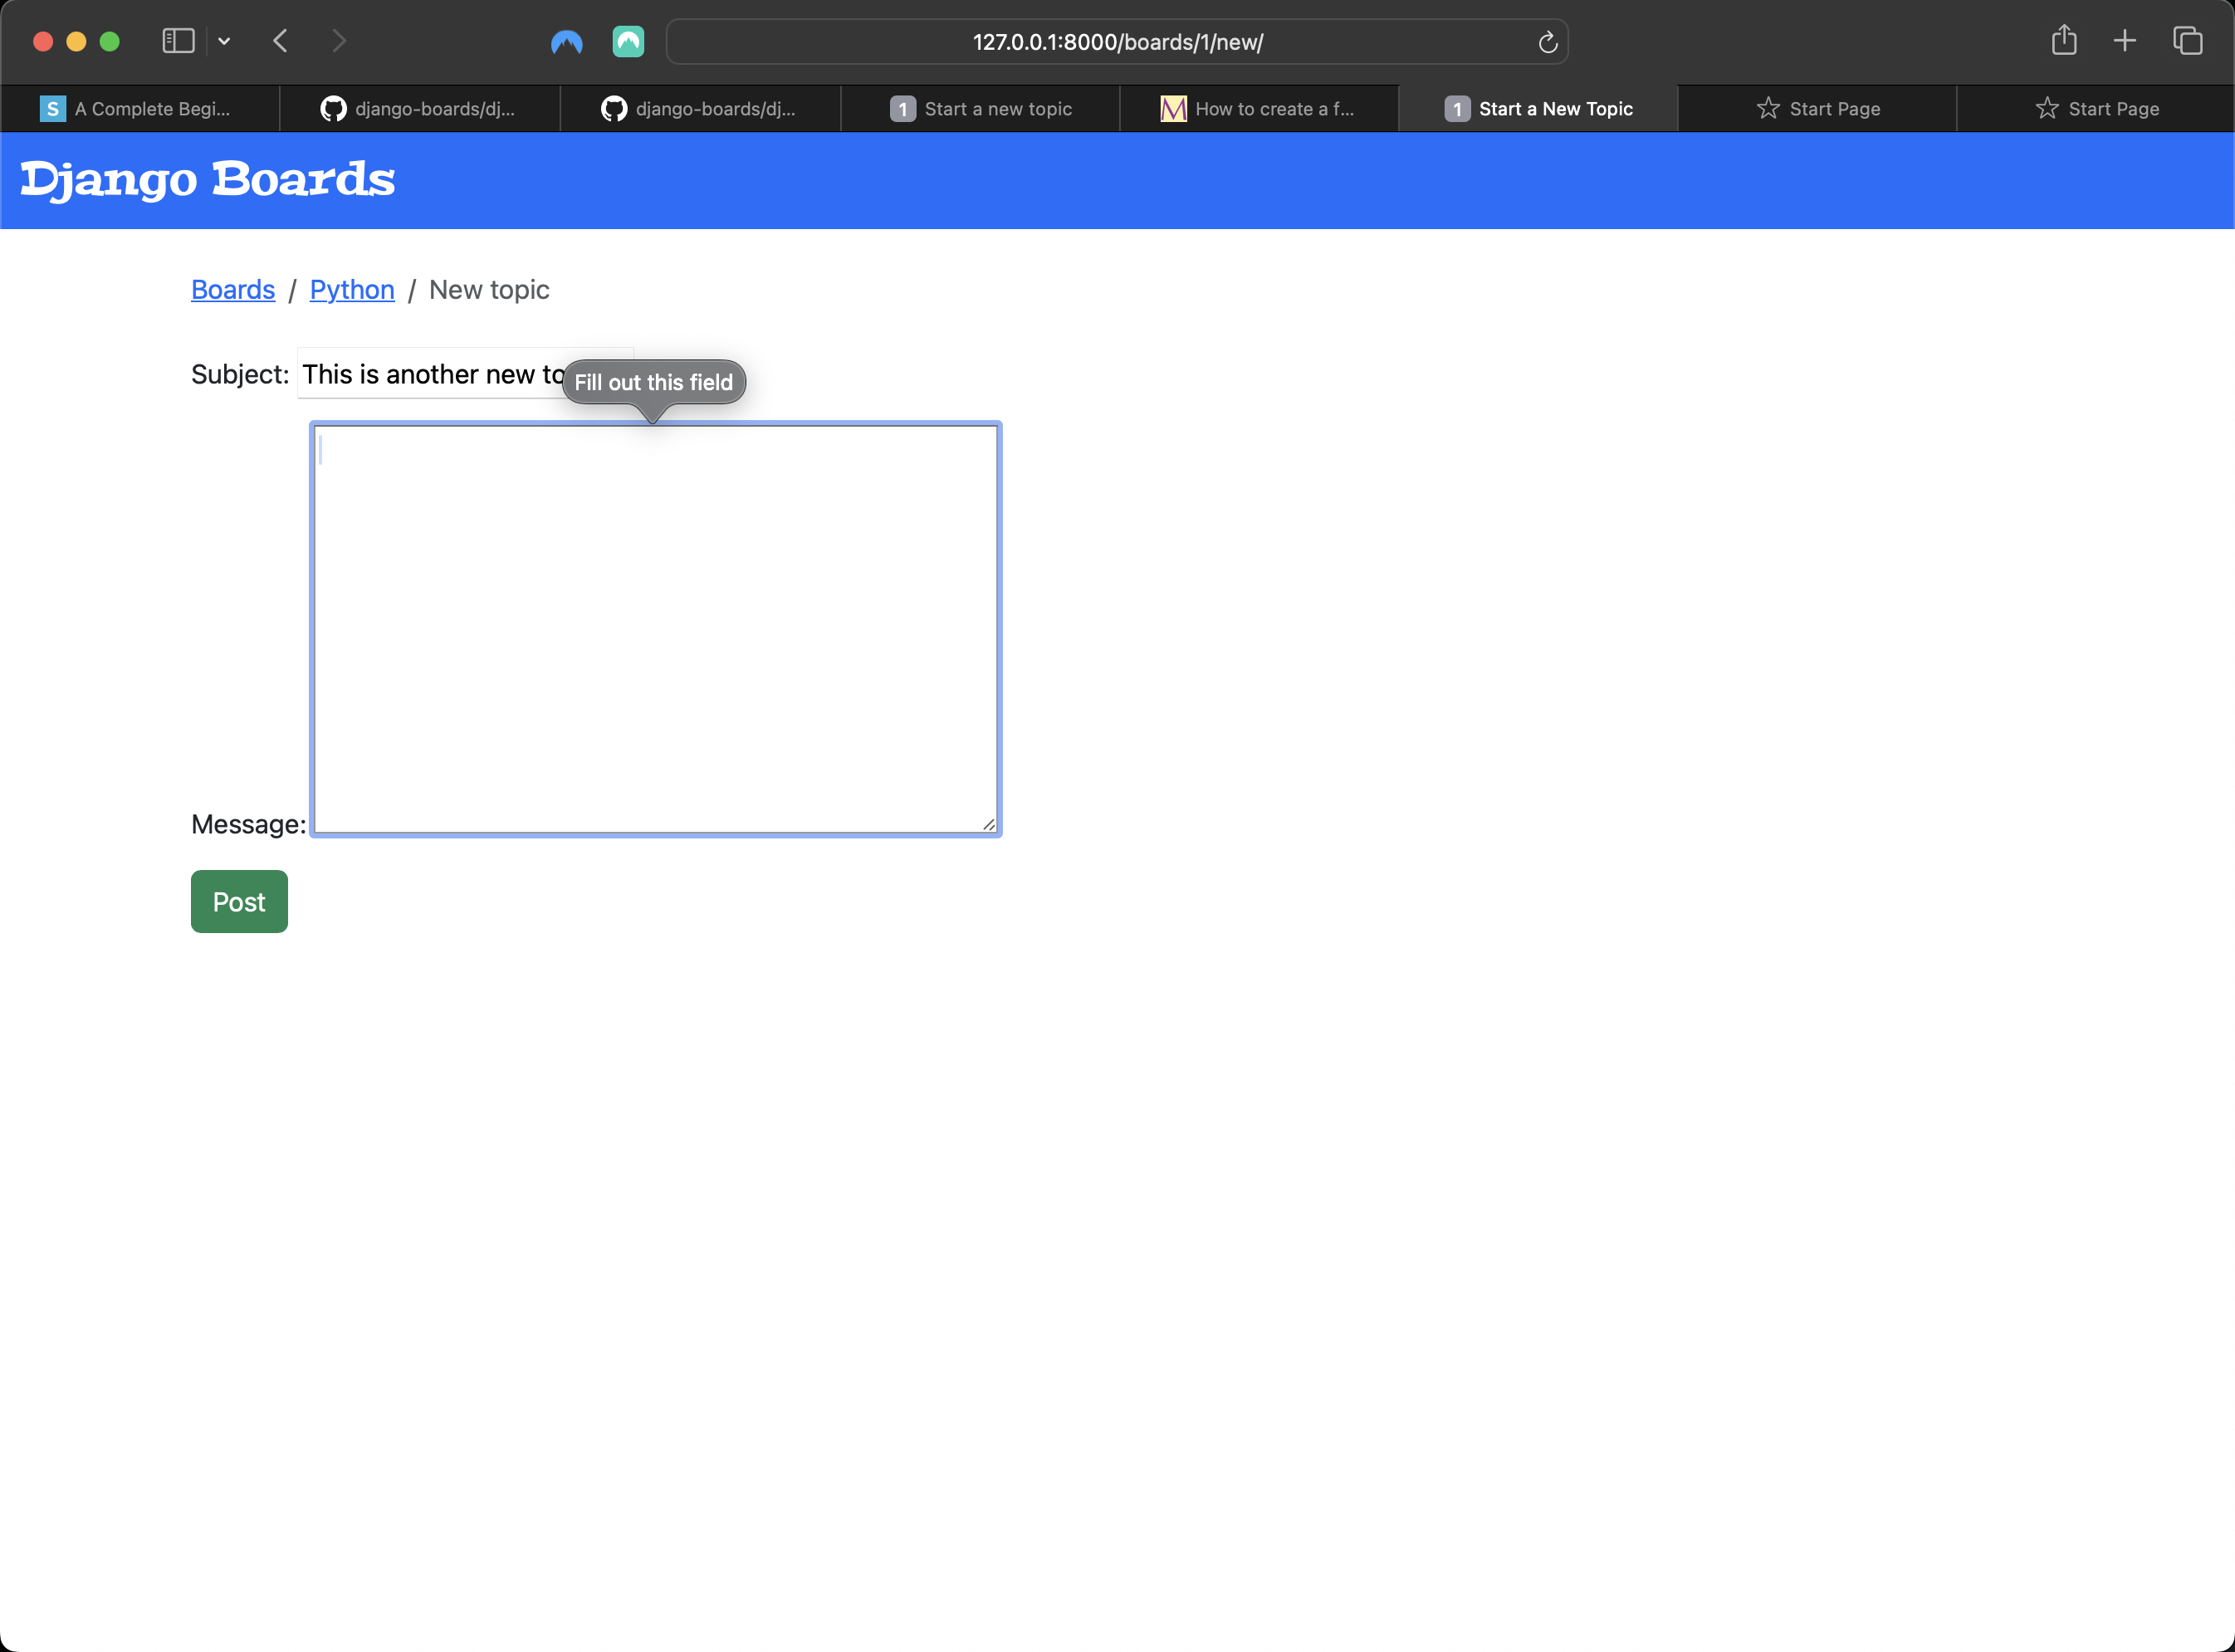 127.0.0.1:8000/boards/1/new/
S A Complete Begi...
django-boards/dj...
django-boards/dj...
1 Start a new topic
M How to create a f...
1 Start a New Topic
Start Page
Start Page
Django Boards
Boards / Python / New topic
Subject: This is another new to
Fill out this field
Message:
Post